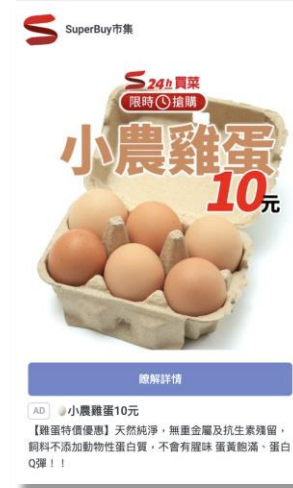 SuperBuy市集
S 24h 買菜
限時搶購
小農雞蛋
10元
瞭解詳情
AD 🥚小農雞蛋10元
【雞蛋特價優惠】天然純淨，無重金屬及抗生素殘留，
飼料不添加動物性蛋白質，不會有腥味 蛋黃飽滿、蛋白
Q彈！！